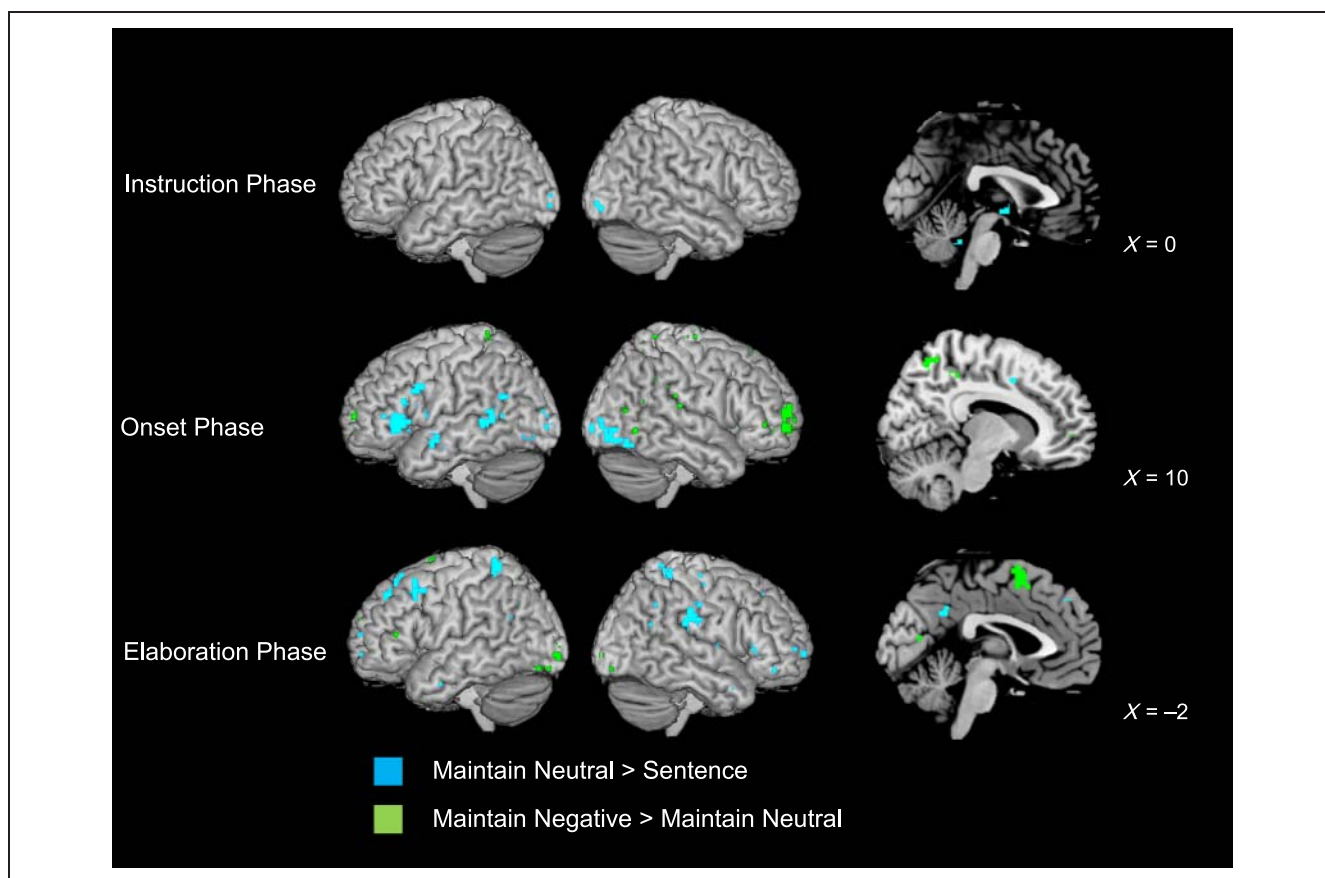 Instruction Phase
X = 0
Onset Phase
X = 10
Elaboration Phase
X = –2
Maintain Neutral > Sentence
Maintain Negative > Maintain Neutral